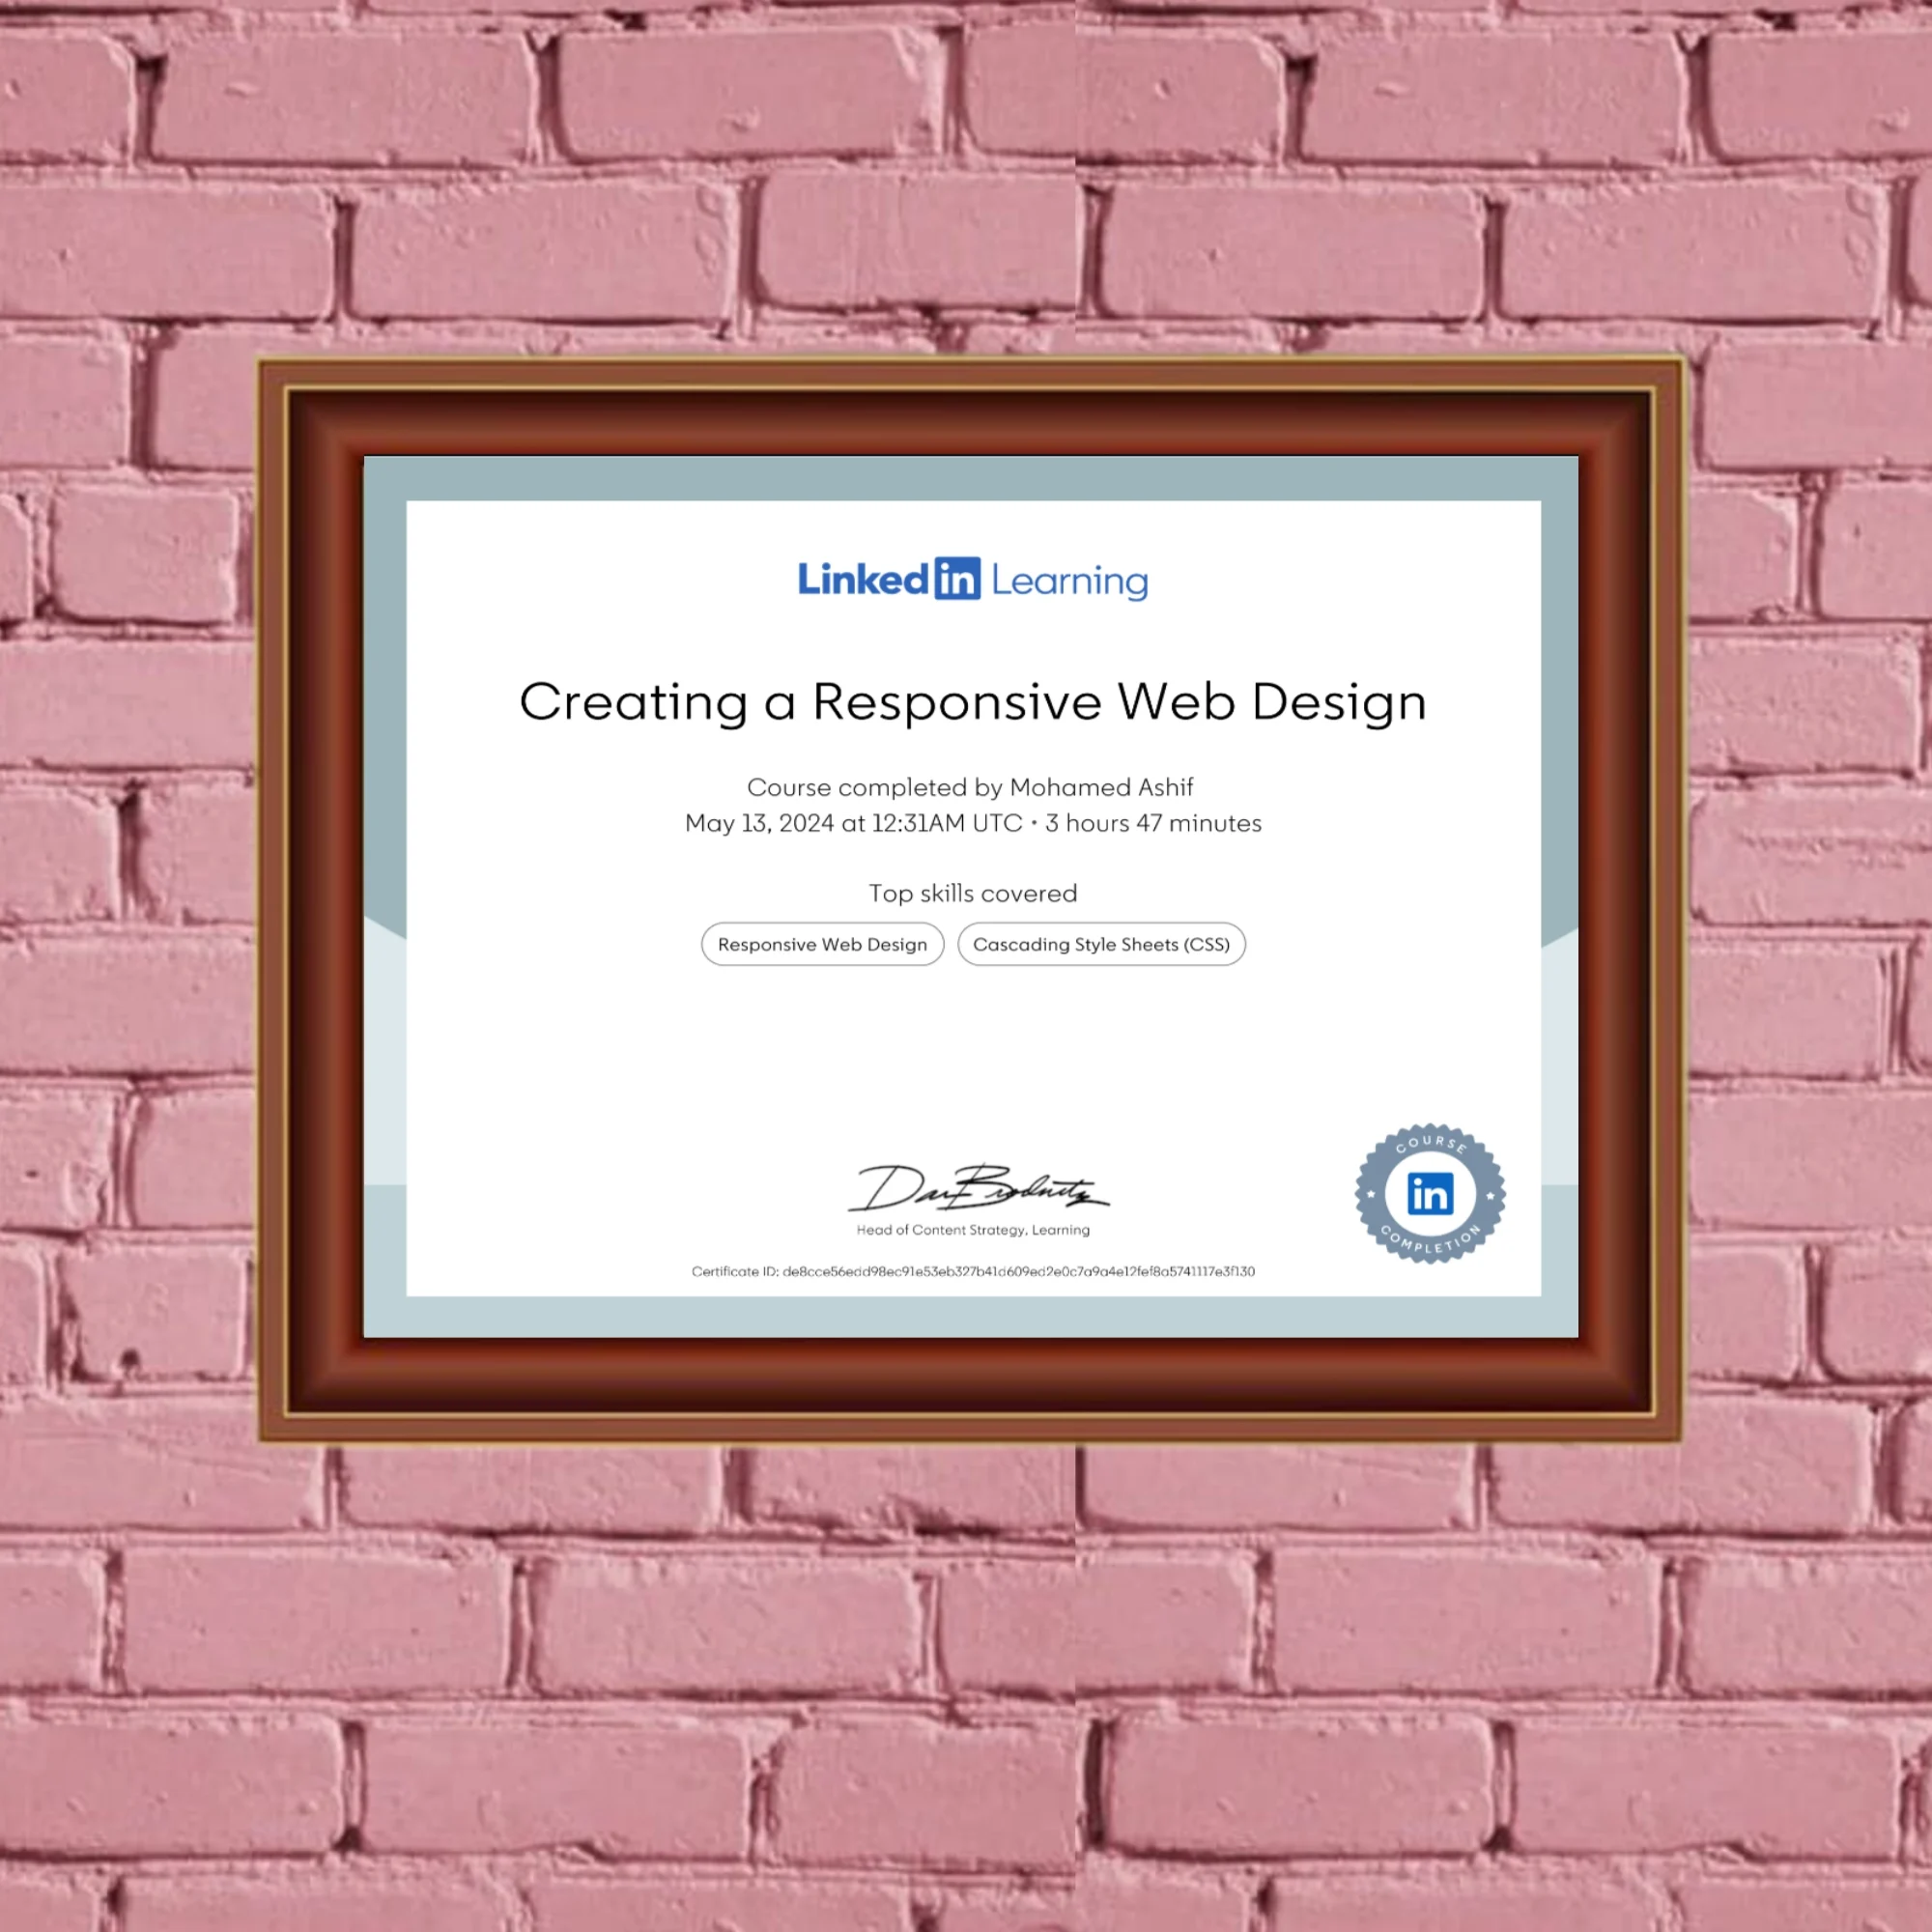 LinkedIn Learning
Creating a Responsive Web Design
Course completed by Mohamed Ashif
May 13, 2024 at 12:31AM UTC • 3 hours 47 minutes
Top skills covered
Responsive Web Design
Cascading Style Sheets (CSS)
Head of Content Strategy, Learning
COURSE
in
COMPLETION
Certificate ID: de8cce56edd98ec91e53eb327b41d609ed2e0c7a9a4e12fef8a5741117e3f130